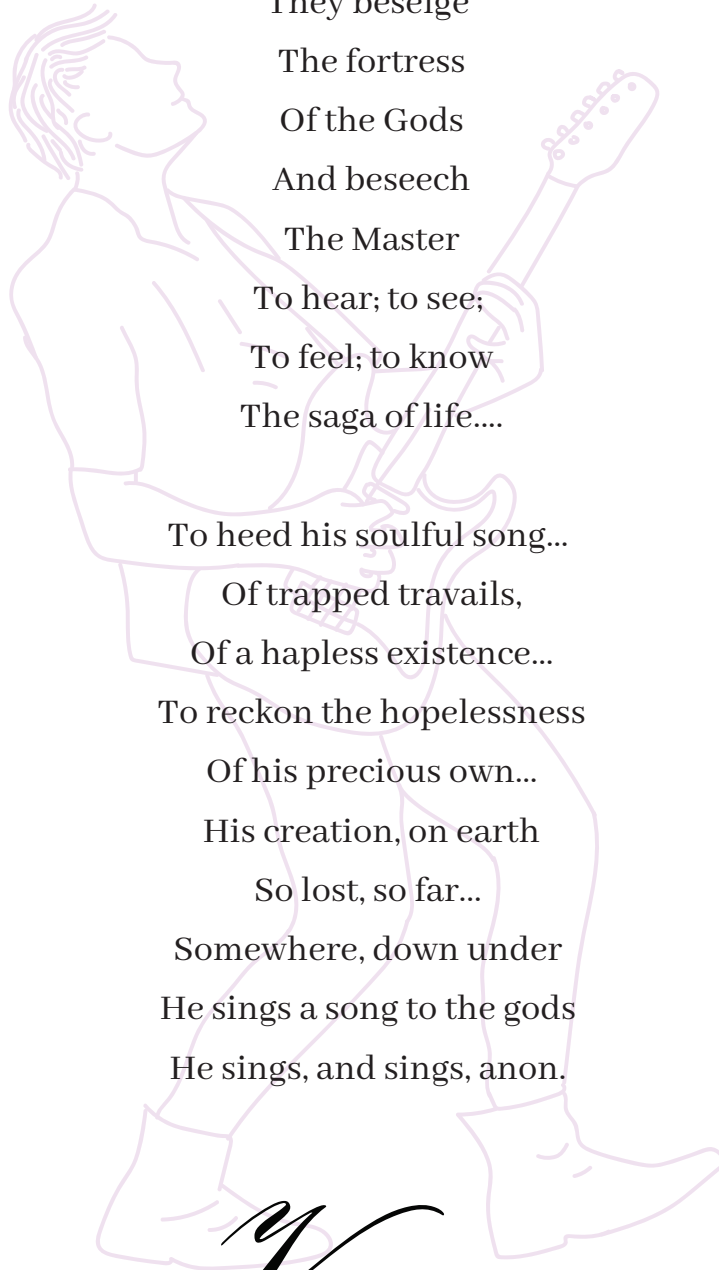 They beseige
The fortress
Of the Gods
And beseech
The Master
To hear; to see;
To feel; to know
The saga of life....
To heed his soulful song...
Of trapped travails,
Of a hapless existence...
To reckon the hopelessness
Of his precious own...
His creation, on earth
So lost, so far...
Somewhere, down under
He sings a song to the gods
He sings, and sings, anon.